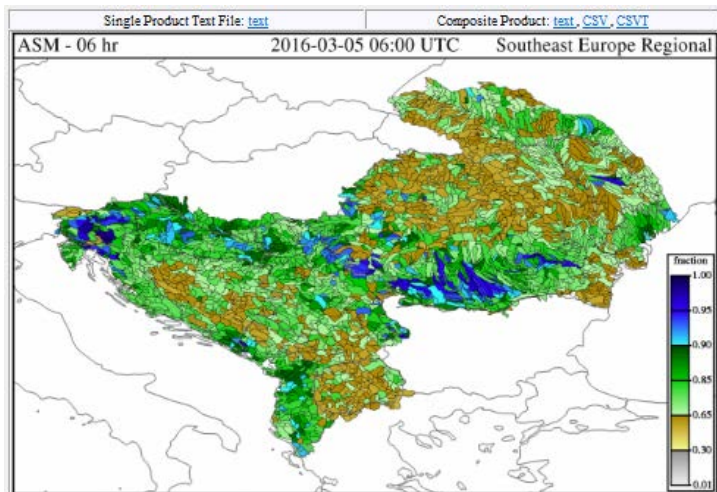 Single Product Text File: text
Composite Product: text , CSV , CSVT
ASM - 06 hr
2016-03-05 06:00 UTC
Southeast Europe Regional
fraction
1.00
0.95
0.90
0.85
0.65
0.30
0.01